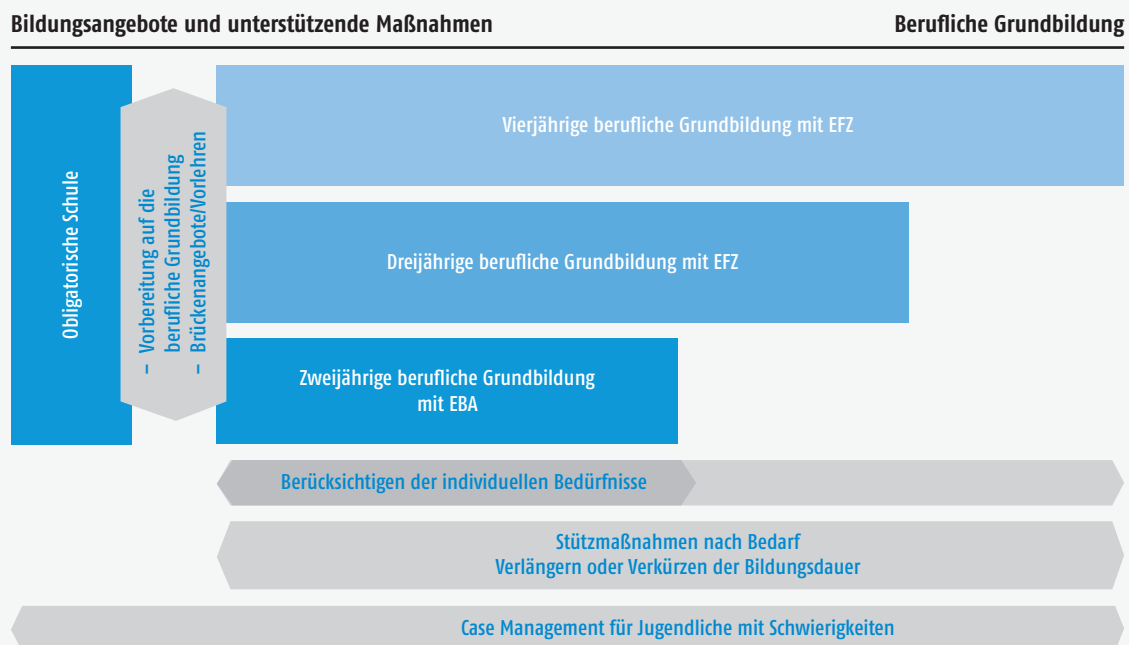 Bildungsangebote und unterstützende Maßnahmen
Berufliche Grundbildung
Obligatorische Schule
– Vorbereitung auf die
berufliche Grundbildung
– Brückenangebote/Vorlehren
Vierjährige berufliche Grundbildung mit EFZ
Dreijährige berufliche Grundbildung mit EFZ
Zweijährige berufliche Grundbildung
mit EBA
Berücksichtigen der individuellen Bedürfnisse
Stützmaßnahmen nach Bedarf
Verlängern oder Verkürzen der Bildungsdauer
Case Management für Jugendliche mit Schwierigkeiten